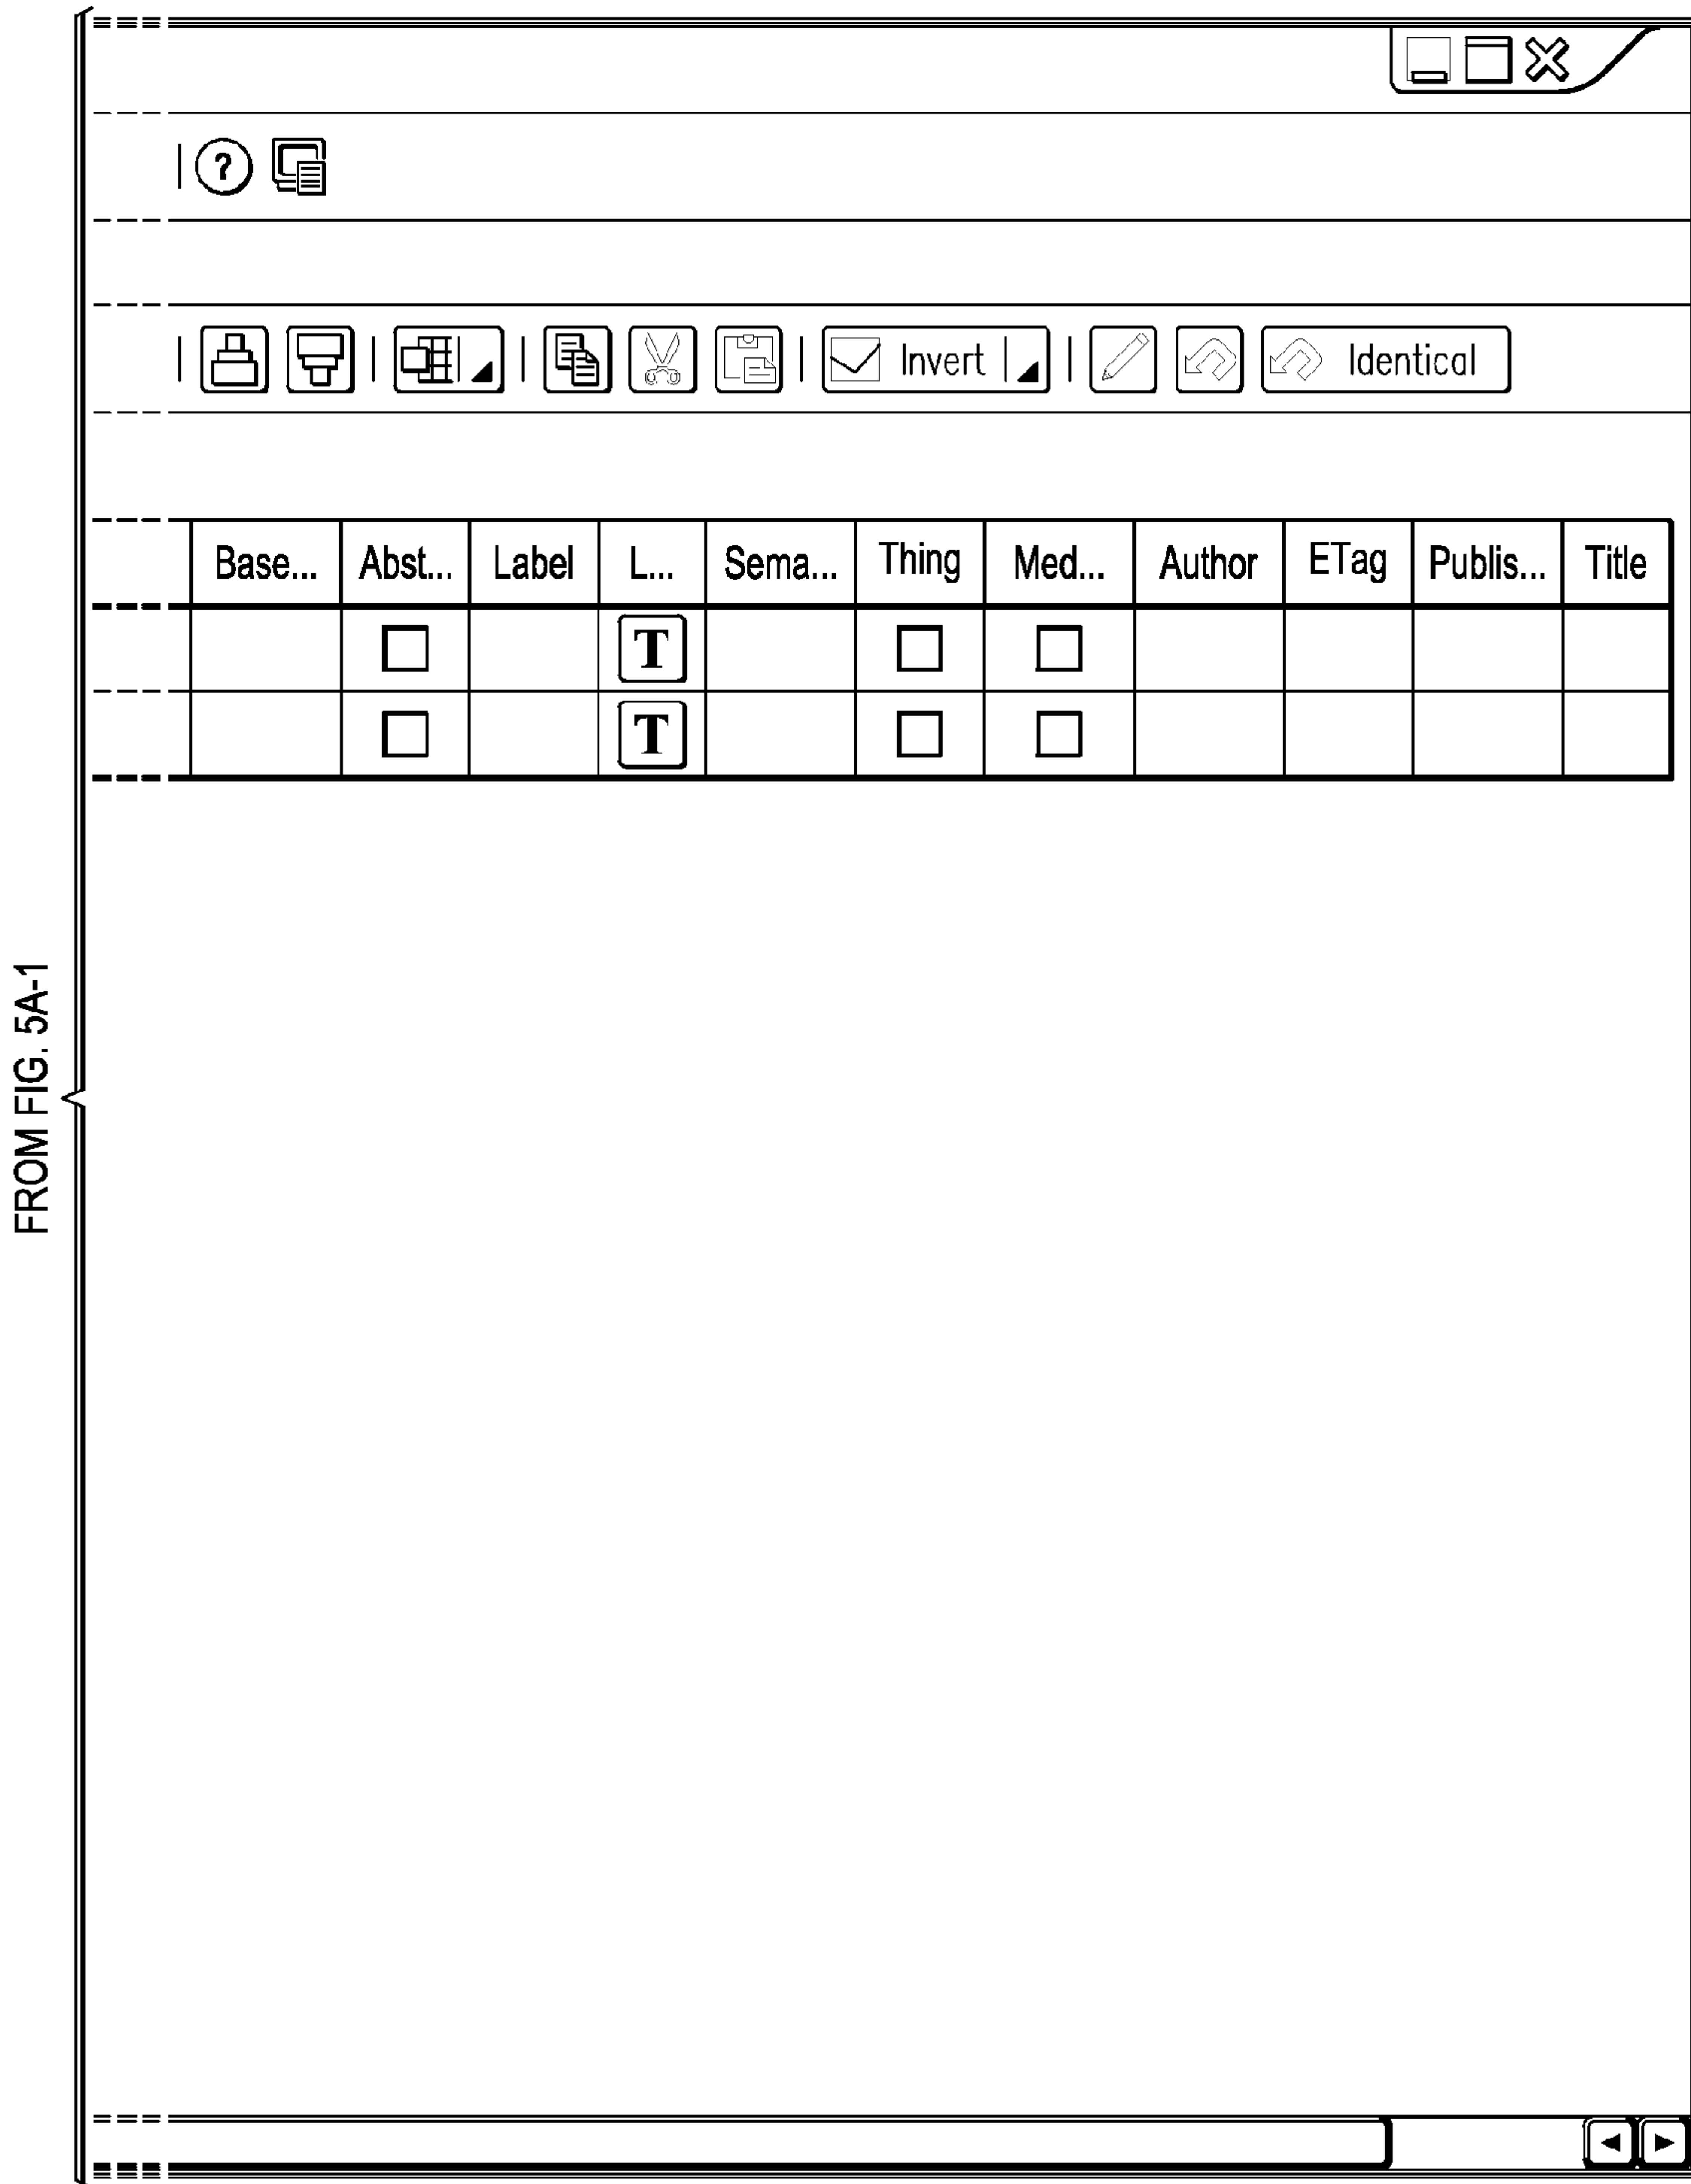 FROM FIG. 5A-1
?
Invert Identical
Base... Abst... Label L... Sema... Thing Med... Author ETag Publis... Title
T
T